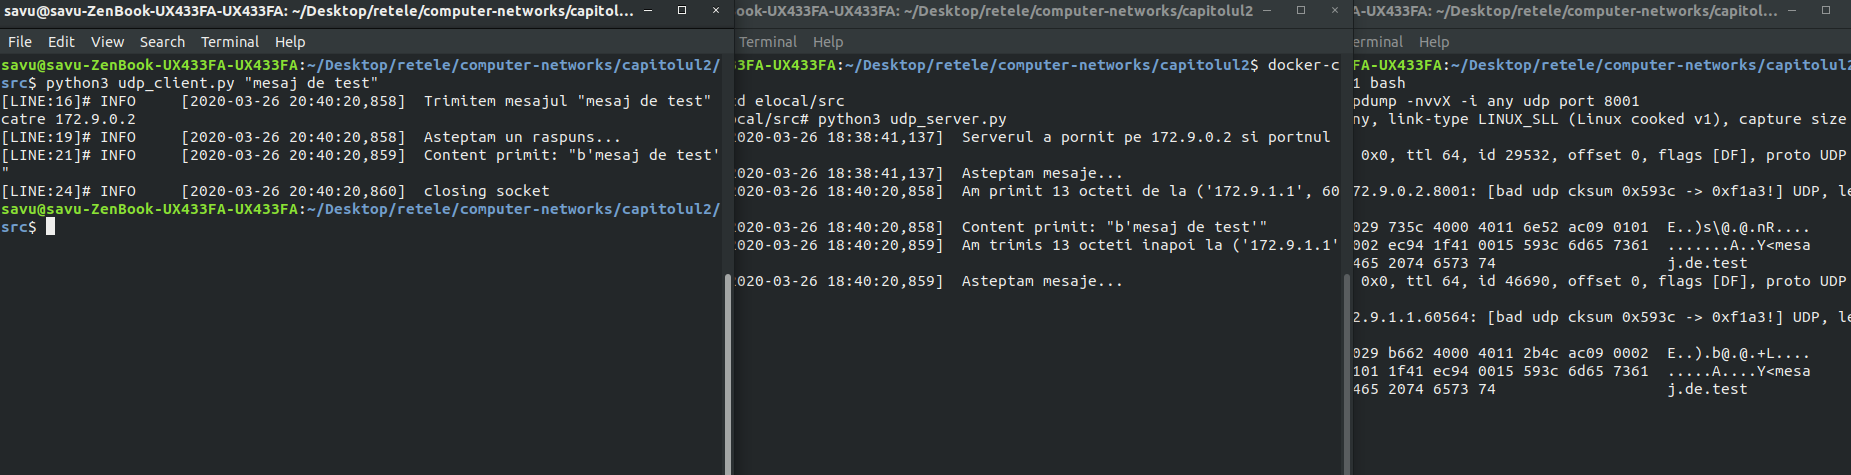 savu@savu-ZenBook-UX433FA-UX433FA: ~/Desktop/retele/computer-networks/capitol...
File Edit View Search Terminal Help
savu@savu-ZenBook-UX433FA-UX433FA:~/Desktop/retele/computer-networks/capitolul2/
src$ python3 udp_client.py "mesaj de test"
[LINE:16]# INFO     [2020-03-26 20:40:20,858]  Trimitem mesajul "mesaj de test"
catre 172.9.0.2
[LINE:19]# INFO     [2020-03-26 20:40:20,858]  Asteptam un raspuns...
[LINE:21]# INFO     [2020-03-26 20:40:20,859]  Content primit: "b'mesaj de test'
"
[LINE:24]# INFO     [2020-03-26 20:40:20,860]  closing socket
savu@savu-ZenBook-UX433FA-UX433FA:~/Desktop/retele/computer-networks/capitolul2/
src$
ook-UX433FA-UX433FA: ~/Desktop/retele/computer-networks/capitolul2
Terminal Help
3FA-UX433FA:~/Desktop/retele/computer-networks/capitolul2$ docker-c
cd elocal/src
ocal/src# python3 udp_server.py
2020-03-26 18:38:41,137]  Serverul a pornit pe 172.9.0.2 si portnul
2020-03-26 18:38:41,137]  Asteptam mesaje...
2020-03-26 18:40:20,858]  Am primit 13 octeti de la ('172.9.1.1', 60
2020-03-26 18:40:20,858]  Content primit: "b'mesaj de test'"
2020-03-26 18:40:20,859]  Am trimis 13 octeti inapoi la ('172.9.1.1'
2020-03-26 18:40:20,859]  Asteptam mesaje...
A-UX433FA: ~/Desktop/retele/computer-networks/capitol...
erminal Help
FA-UX433FA:~/Desktop/retele/computer-networks/capitolul2
1 bash
pdump -nvvX -i any udp port 8001
ny, link-type LINUX_SLL (Linux cooked v1), capture size
 0x0, ttl 64, id 29532, offset 0, flags [DF], proto UDP
72.9.0.2.8001: [bad udp cksum 0x593c -> 0xf1a3!] UDP, le
029 735c 4000 4011 6e52 ac09 0101  E..)s\@.@.nR....
002 ec94 1f41 0015 593c 6d65 7361  .......A..Y<mesa
465 2074 6573 74                   j.de.test
 0x0, ttl 64, id 46690, offset 0, flags [DF], proto UDP
2.9.1.1.60564: [bad udp cksum 0x593c -> 0xf1a3!] UDP, le
029 b662 4000 4011 2b4c ac09 0002  E..).b@.@.+L....
101 1f41 ec94 0015 593c 6d65 7361  .....A....Y<mesa
465 2074 6573 74                   j.de.test